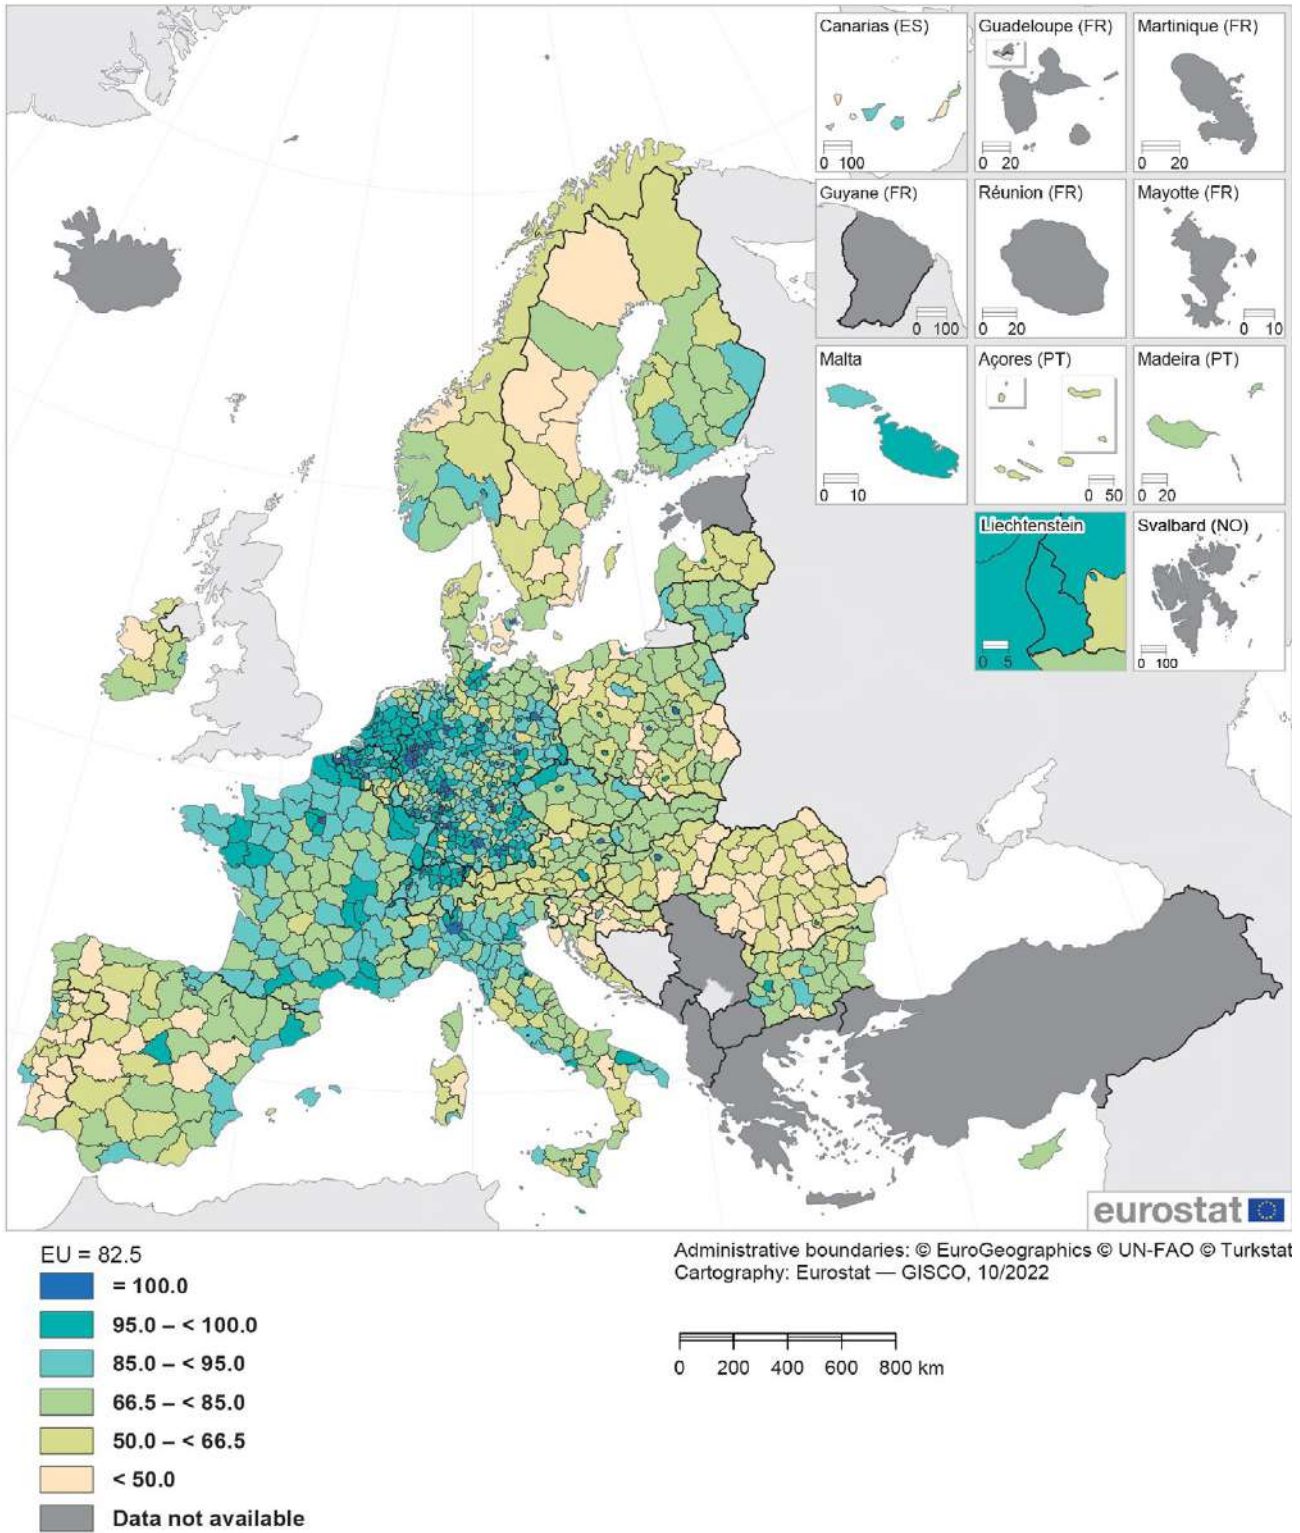 Canarias (ES)
0 100
Guadeloupe (FR)
0 20
Martinique (FR)
0 20
Guyane (FR)
0 100
Réunion (FR)
0 20
Mayotte (FR)
0 10
Malta
0 10
Açores (PT)
0 50
Madeira (PT)
0 20
Liechtenstein
0 5
Svalbard (NO)
0 100
eurostat
EU = 82.5
= 100.0
95.0 – < 100.0
85.0 – < 95.0
66.5 – < 85.0
50.0 – < 66.5
< 50.0
Data not available
Administrative boundaries: © EuroGeographics © UN-FAO © Turkstat
Cartography: Eurostat — GISCO, 10/2022
0 200 400 600 800 km